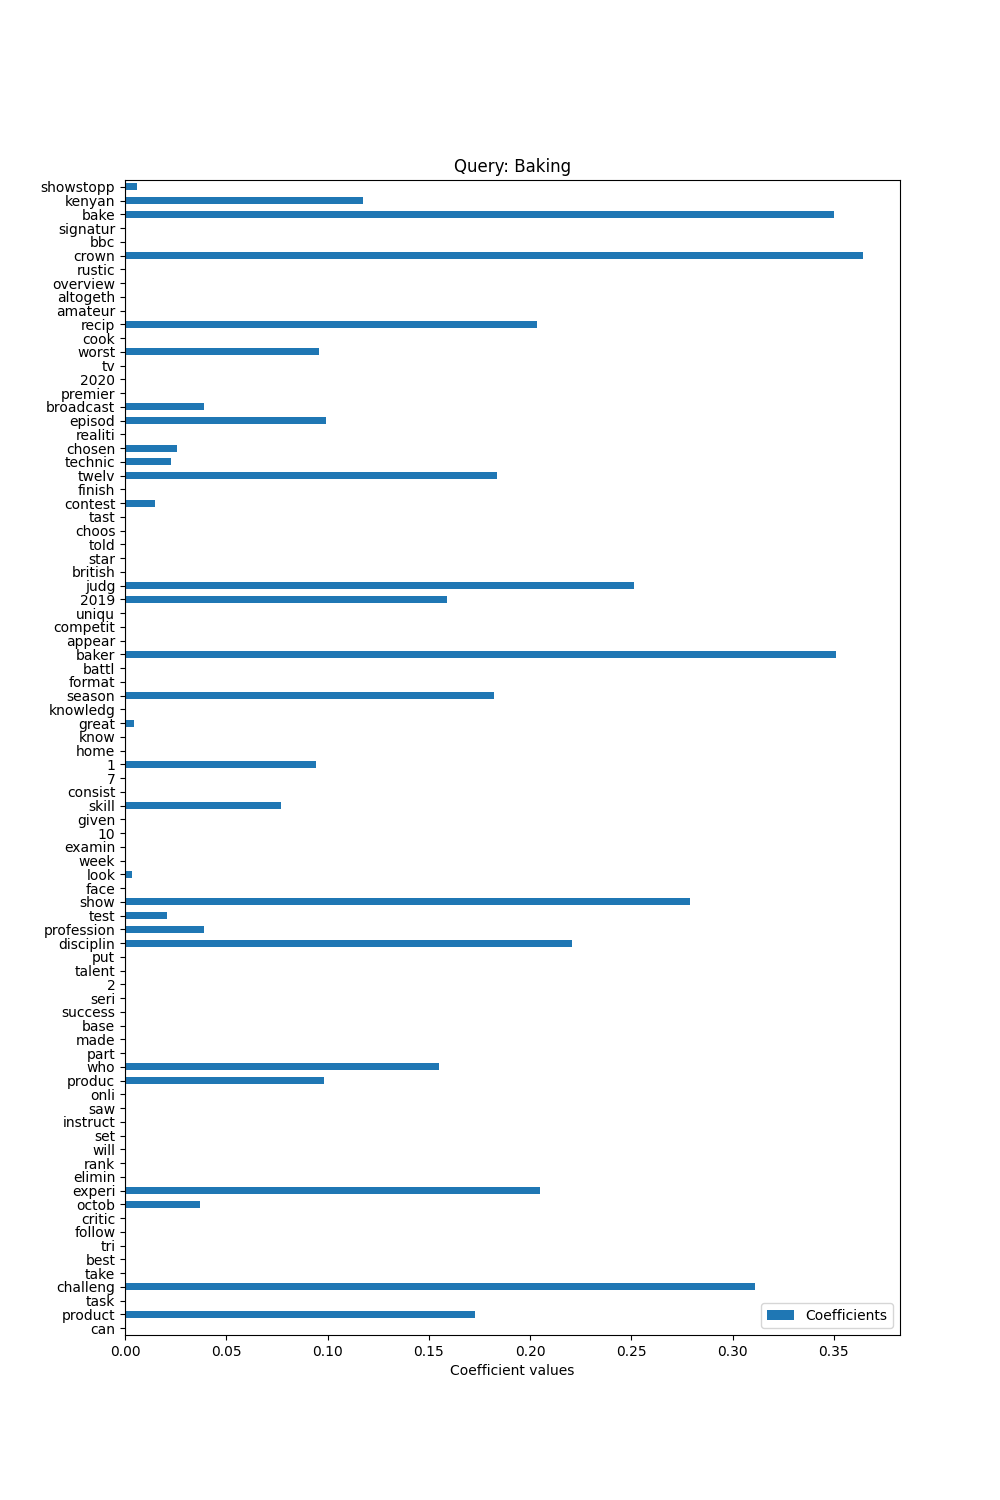 Query: Baking
showstopp
kenyan
bake
signatur
bbc
crown
rustic
overview
altogeth
amateur
recip
cook
worst
tv
2020
premier
broadcast
episod
realiti
chosen
technic
twelv
finish
contest
tast
choos
told
star
british
judg
2019
uniqu
competit
appear
baker
battl
format
season
knowledg
great
know
home
1
7
consist
skill
given
10
examin
week
look
face
show
test
profession
disciplin
put
talent
2
seri
success
base
made
part
who
produc
onli
saw
instruct
set
will
rank
elimin
experi
octob
critic
follow
tri
best
take
challeng
task
product
can
Coefficients
0.00 0.05 0.10 0.15 0.20 0.25 0.30 0.35
Coefficient values